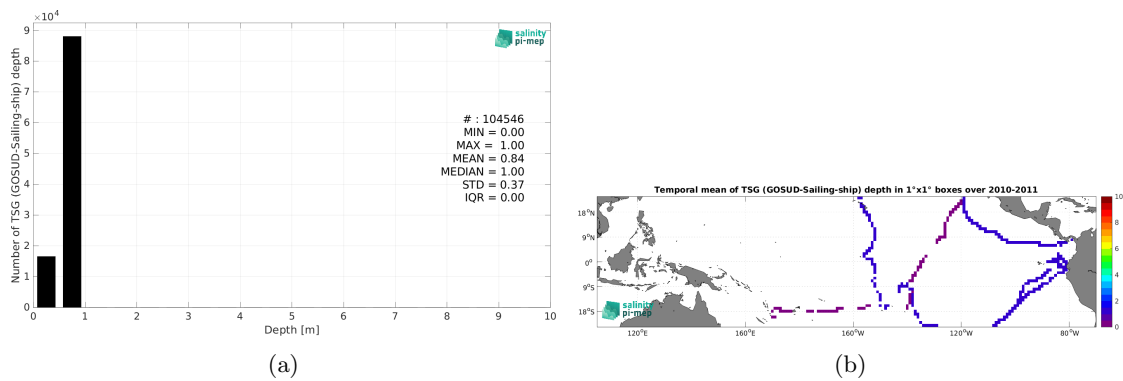 ×10⁴
9
8
7
6
5
4
3
2
1
0
Number of TSG (GOSUD-Sailing-ship) depth
0 1 2 3 4 5 6 7 8 9 10
Depth [m]
salinity
pi-mep
# : 104546
MIN = 0.00
MAX = 1.00
MEAN = 0.84
MEDIAN = 1.00
STD = 0.37
IQR = 0.00
(a)
Temporal mean of TSG (GOSUD-Sailing-ship) depth in 1°x1° boxes over 2010-2011
18°N
9°N
0°
9°S
18°S
120°E 160°E 160°W 120°W 80°W
salinity
pi-mep
10
8
6
4
2
0
(b)